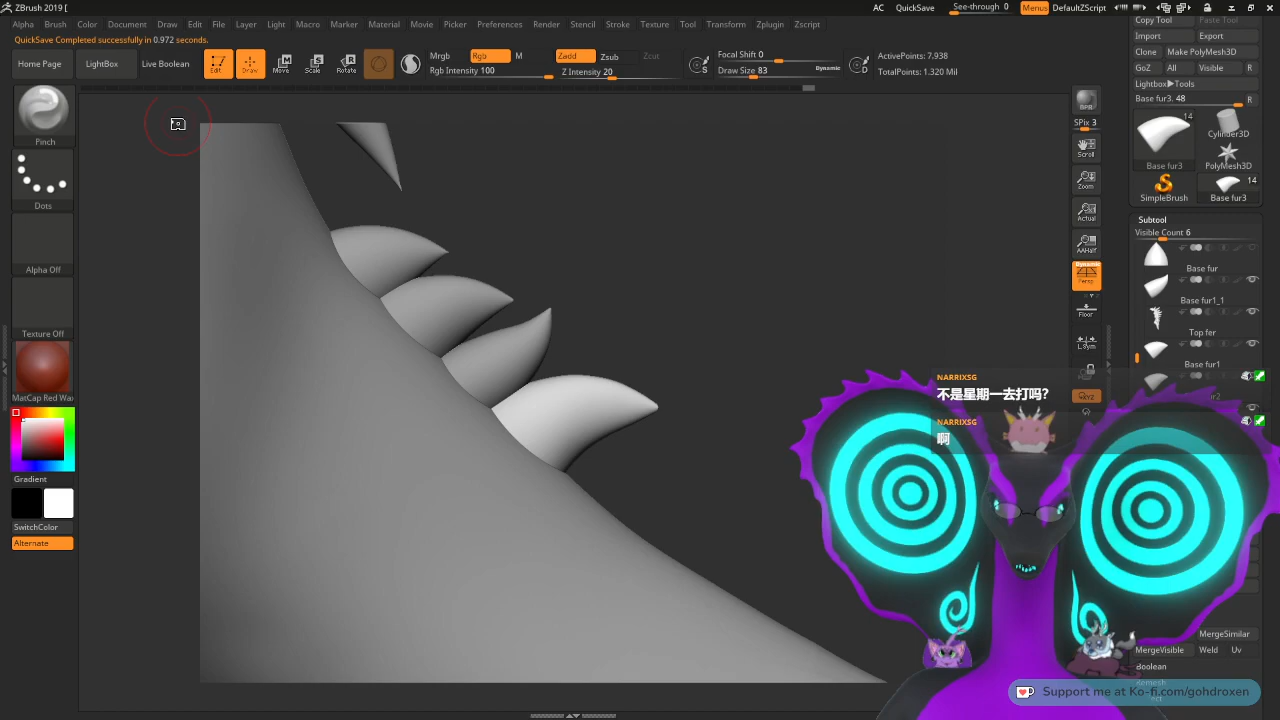 ZBrush 2019 [
AC
QuickSave
See-through 0
Menus
DefaultZScript
Alpha Brush Color Document Draw Edit File Layer Light Macro Marker Material Movie Picker Preferences Render Stencil Stroke Texture Tool Transform Zplugin Zscript
QuickSave Completed successfully in 0.972 seconds.
Home Page
LightBox
Live Boolean
Edit
Draw
Move
Scale
Rotate
Mrgb
Rgb
M
Rgb Intensity 100
Zadd
Zsub
Zcut
Z Intensity 20
S
Focal Shift 0
Draw Size 83
Dynamic
D
ActivePoints: 7,938
TotalPoints: 1.320 Mil
Pinch
Dots
Alpha Off
Texture Off
MatCap Red Wax
Gradient
SwitchColor
Alternate
BPR
SPix 3
Scroll
Zoom
Actual
AAHalf
Dynamic
Persp
Floor
L.Sym
XYZ
Copy Tool
Paste Tool
Import
Export
Clone
Make PolyMesh3D
GoZ
All
Visible
R
Lightbox▶Tools
Base fur3. 48
R
14
Base fur3
Cylinder3D
PolyMesh3D
SimpleBrush
14
Base fur3
Subtool
Visible Count 6
Base fur
Base fur1_1
Top fer
Base fur1
NARRIXSG
不是星期一去打吗?
NARRIXSG
啊
MergeSimilar
MergeVisible
Weld
Uv
Boolean
Remesh
Support me at Ko-fi.com/gohdroxen